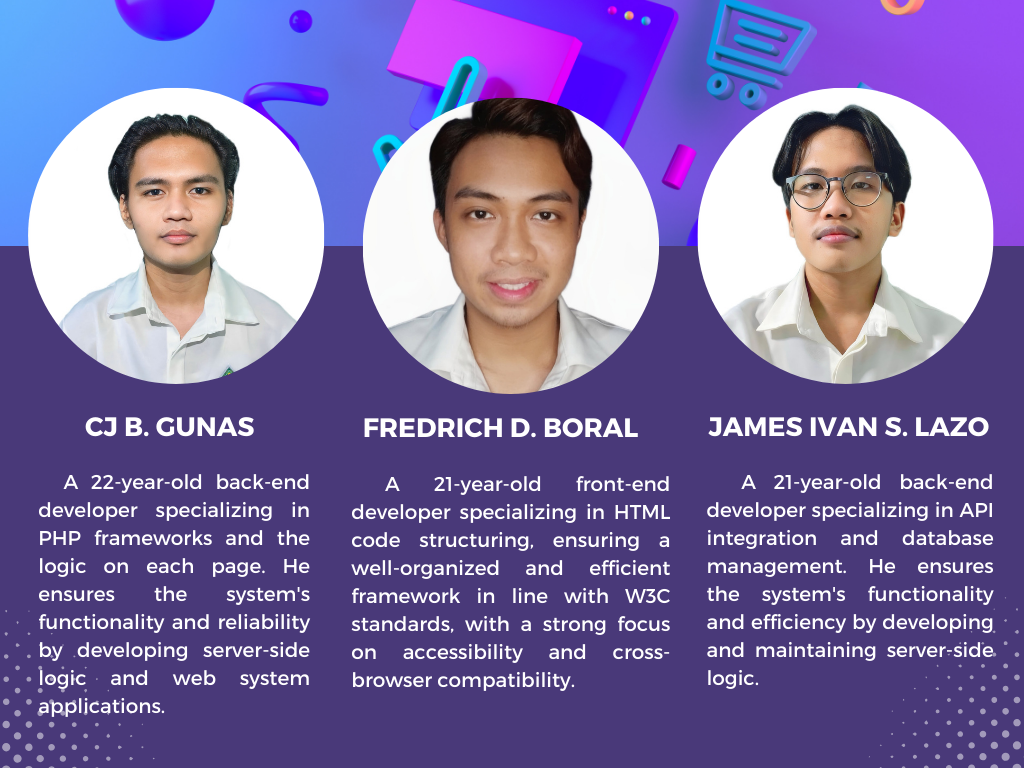 CJ B. GUNAS
A 22-year-old back-end
developer specializing in
PHP frameworks and the
logic on each page. He
ensures the system's
functionality and reliability
by developing server-side
logic and web system
applications.
FREDRICH D. BORAL
A 21-year-old front-end
developer specializing in HTML
code structuring, ensuring a
well-organized and efficient
framework in line with W3C
standards, with a strong focus
on accessibility and cross-
browser compatibility.
JAMES IVAN S. LAZO
A 21-year-old back-end
developer specializing in API
integration and database
management. He ensures
the system's functionality
and efficiency by developing
and maintaining server-side
logic.